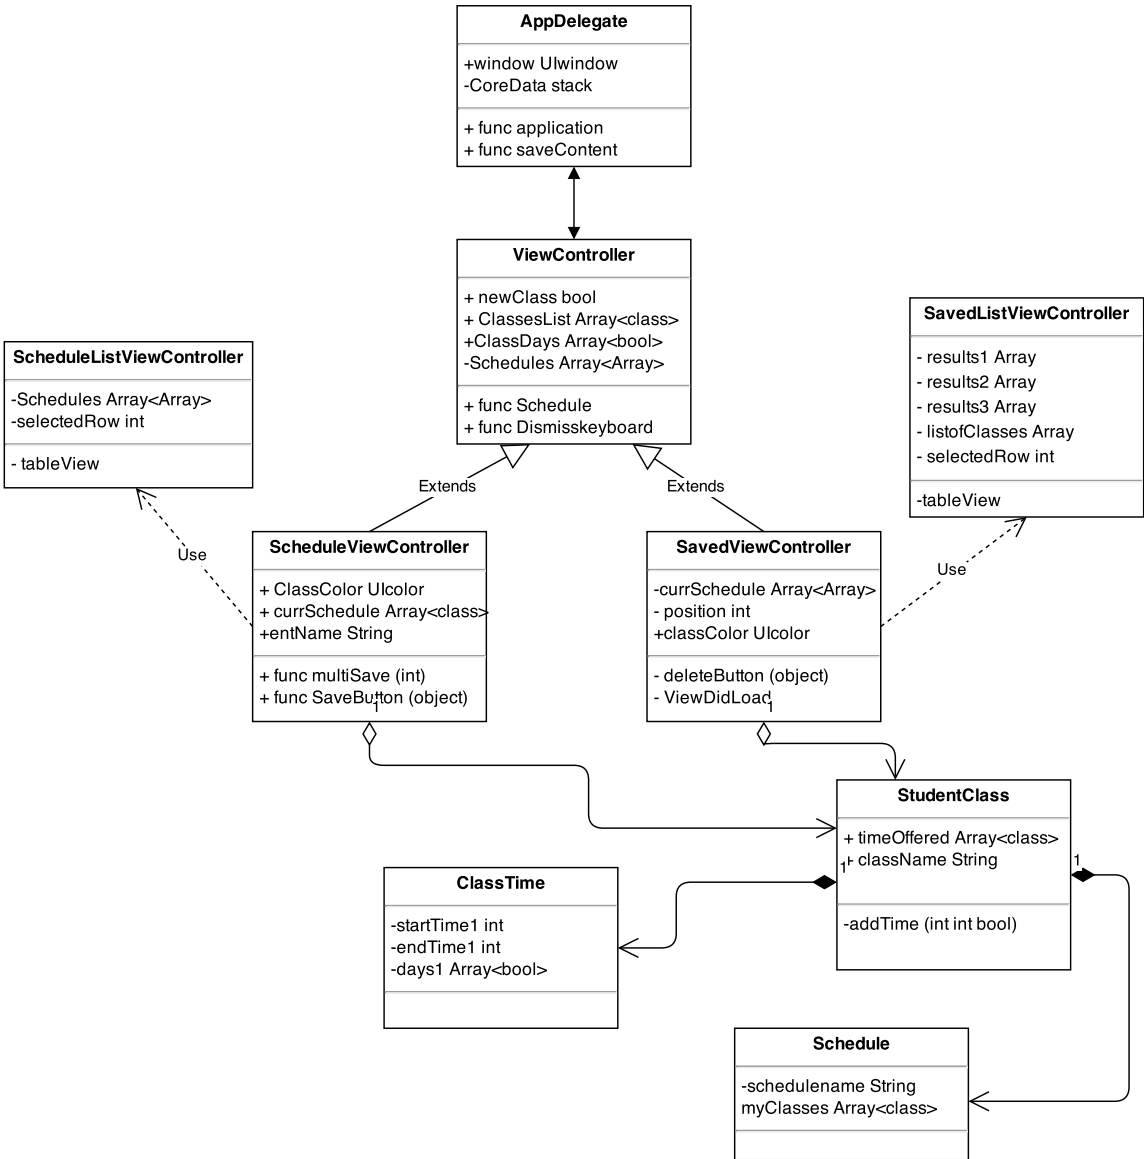 AppDelegate
+window UIwindow
-CoreData stack
+ func application
+ func saveContent
ViewController
+ newClass bool
+ ClassesList Array<class>
+ClassDays Array<bool>
-Schedules Array<Array>
+ func Schedule
+ func Dismisskeyboard
SavedListViewController
- results1 Array
- results2 Array
- results3 Array
- listofClasses Array
- selectedRow int
-tableView
ScheduleListViewController
-Schedules Array<Array>
-selectedRow int
- tableView
Extends
Extends
Use
Use
ScheduleViewController
+ ClassColor UIcolor
+ currSchedule Array<class>
+entName String
+ func multiSave (int)
+ func SaveButton (object)
1
SavedViewController
-currSchedule Array<Array>
- position int
+classColor UIcolor
- deleteButton (object)
- ViewDidLoad
1
StudentClass
+ timeOffered Array<class>
+ className String
1
1
-addTime (int int bool)
ClassTime
-startTime1 int
-endTime1 int
-days1 Array<bool>
Schedule
-schedulename String
myClasses Array<class>